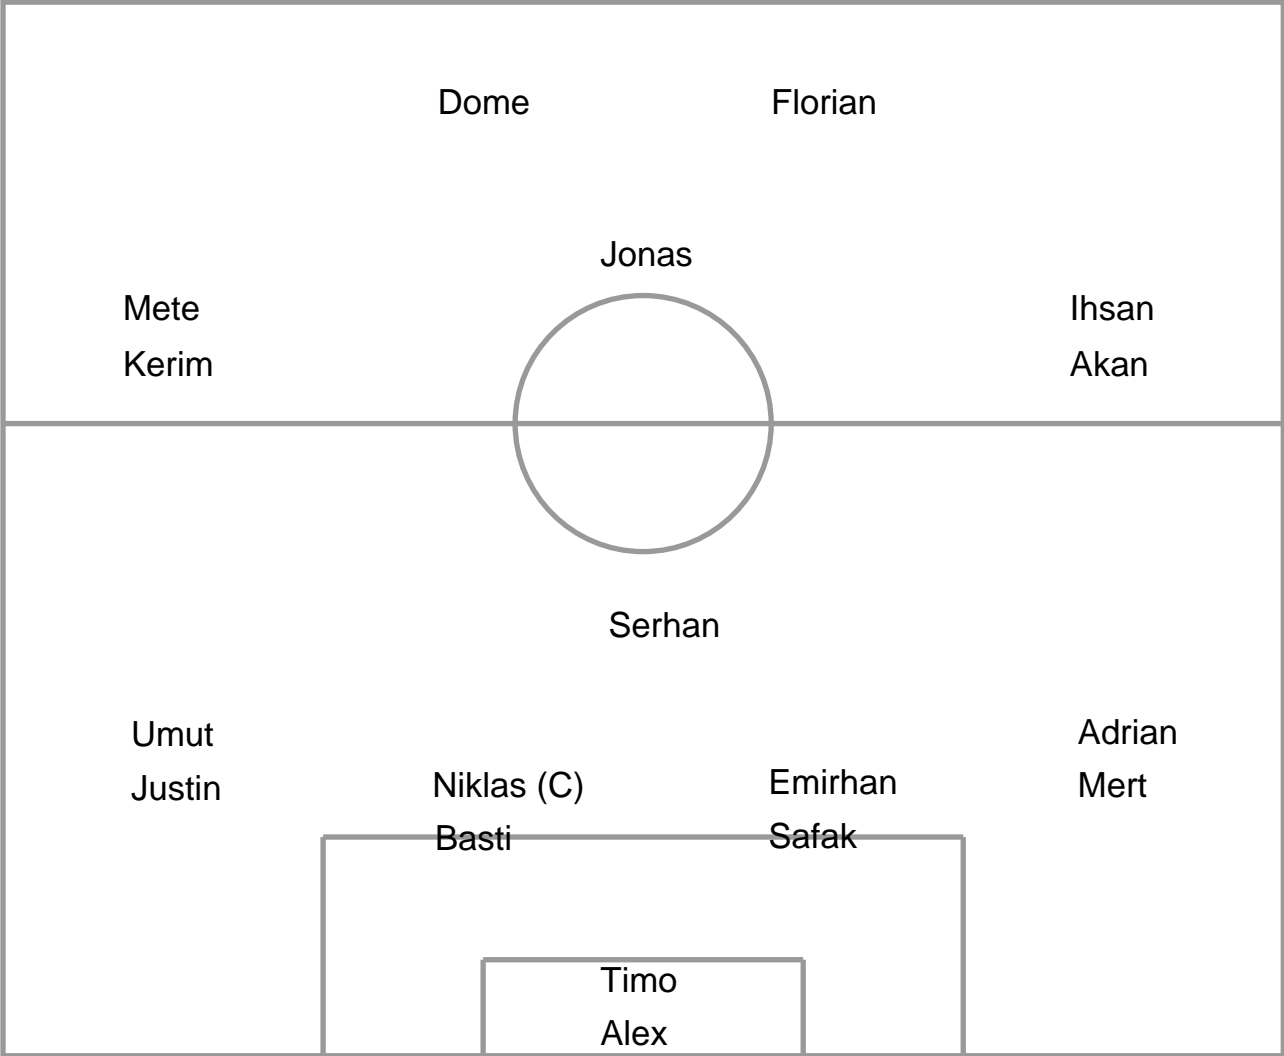 Dome
Florian
Jonas
Mete
Kerim
Ihsan
Akan
Serhan
Umut
Justin
Niklas (C)
Basti
Emirhan
Safak
Adrian
Mert
Timo
Alex